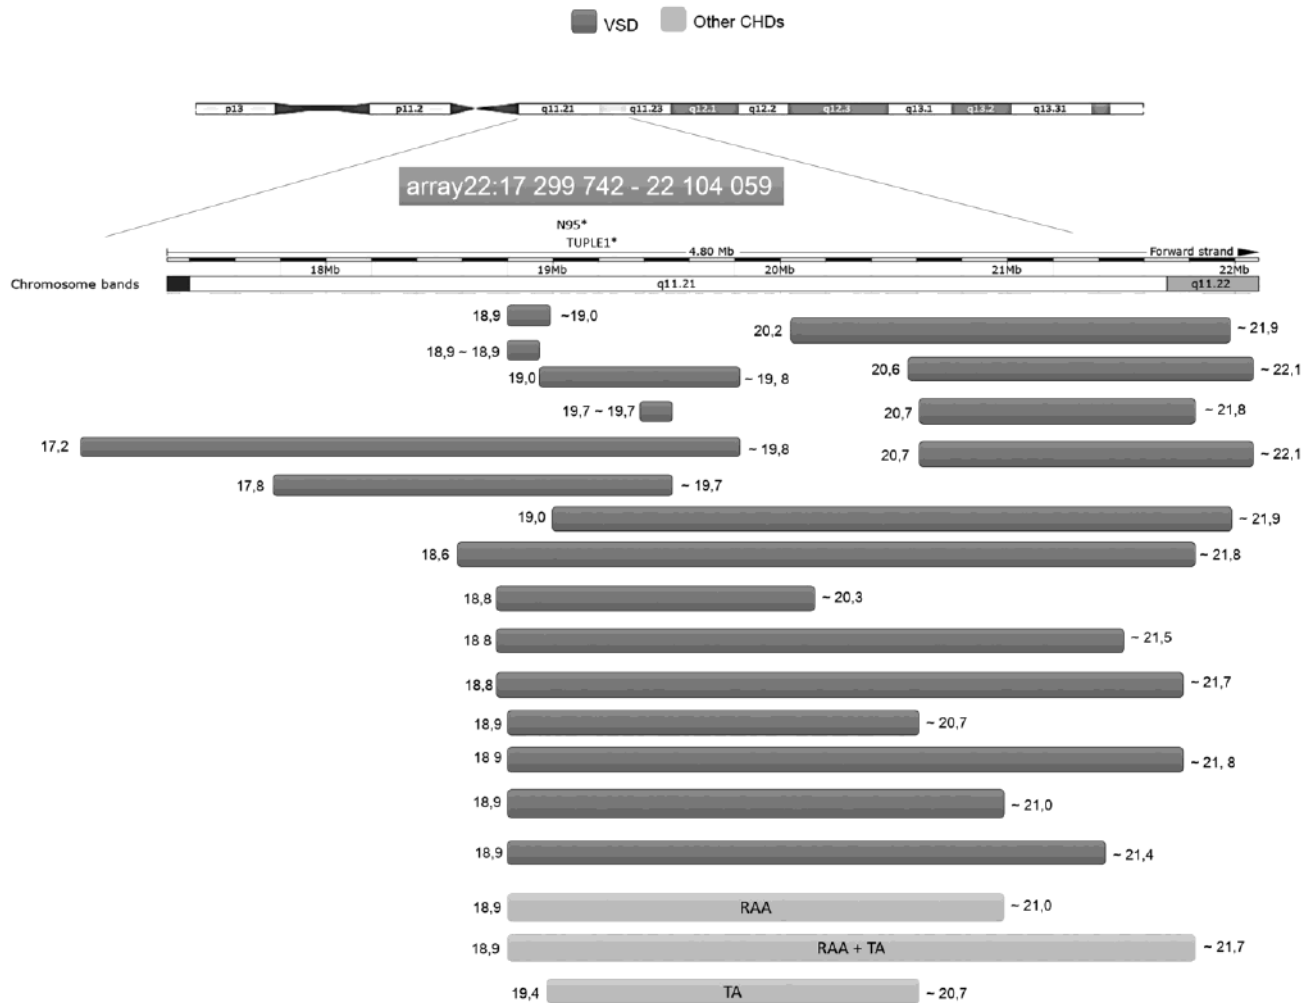 VSD Other CHDs
p13 p11.2 q11.21 q11.23 q12.1 q12.2 q12.3 q13.1 q13.2 q13.31
array22:17 299 742 - 22 104 059
N95*
TUPLE1*
4.80 Mb Forward strand
18Mb 19Mb 20Mb 21Mb 22Mb
Chromosome bands q11.21 q11.22
18,9 ~19,0
20,2 ~ 21,9
18,9 ~ 18,9
20,6 ~ 22,1
19,0 ~ 19, 8
19,7 ~ 19,7
20,7 ~ 21,8
17,2 ~ 19,8
20,7 ~ 22,1
17,8 ~ 19,7
19,0 ~ 21,9
18,6 ~ 21,8
18,8 ~ 20,3
18 8 ~ 21,5
18,8 ~ 21,7
18,9 ~ 20,7
18 9 ~ 21, 8
18,9 ~ 21,0
18,9 ~ 21,4
18,9 RAA ~ 21,0
18,9 RAA + TA ~ 21,7
19,4 TA ~ 20,7